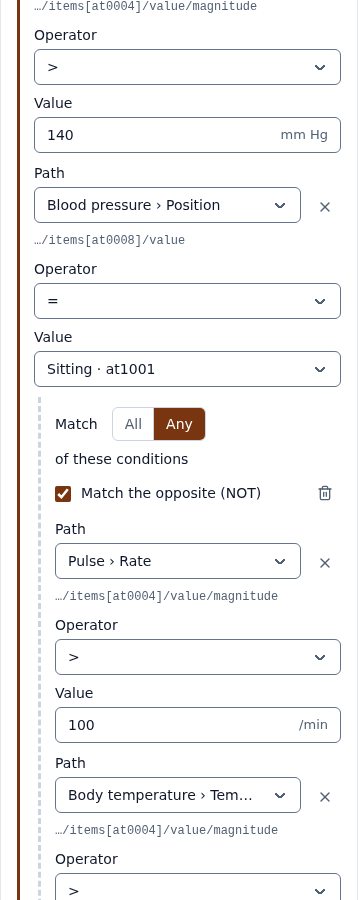 …/items[at0004]/value/magnitude
Operator
>
Value
140 mm Hg
Path
Blood pressure › Position
…/items[at0008]/value
Operator
=
Value
Sitting · at1001
Match All Any
of these conditions
Match the opposite (NOT)
Path
Pulse › Rate
…/items[at0004]/value/magnitude
Operator
>
Value
100 /min
Path
Body temperature › Tem…
…/items[at0004]/value/magnitude
Operator
>